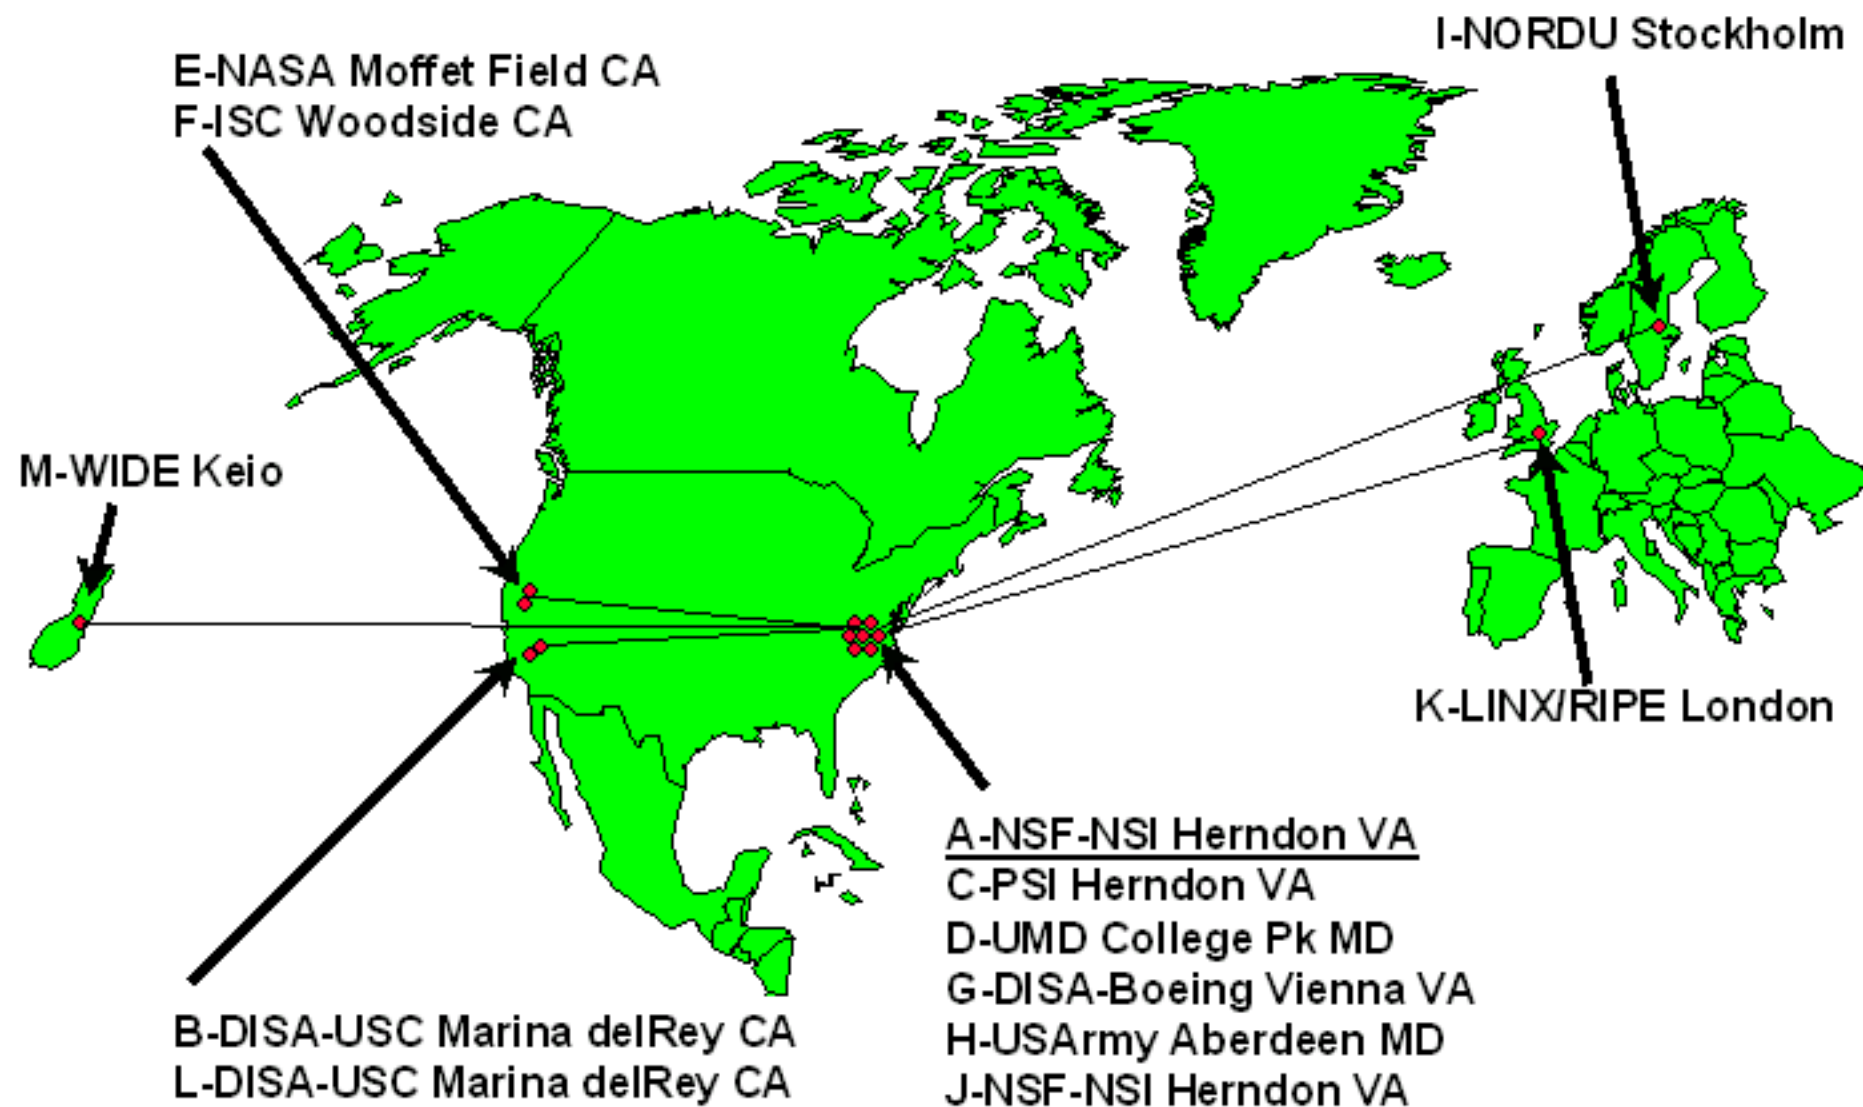 I-NORDU Stockholm
E-NASA Moffet Field CA
F-ISC Woodside CA
M-WIDE Keio
K-LINX/RIPE London
A-NSF-NSI Herndon VA
C-PSI Herndon VA
D-UMD College Pk MD
G-DISA-Boeing Vienna VA
H-USArmy Aberdeen MD
J-NSF-NSI Herndon VA
B-DISA-USC Marina delRey CA
L-DISA-USC Marina delRey CA